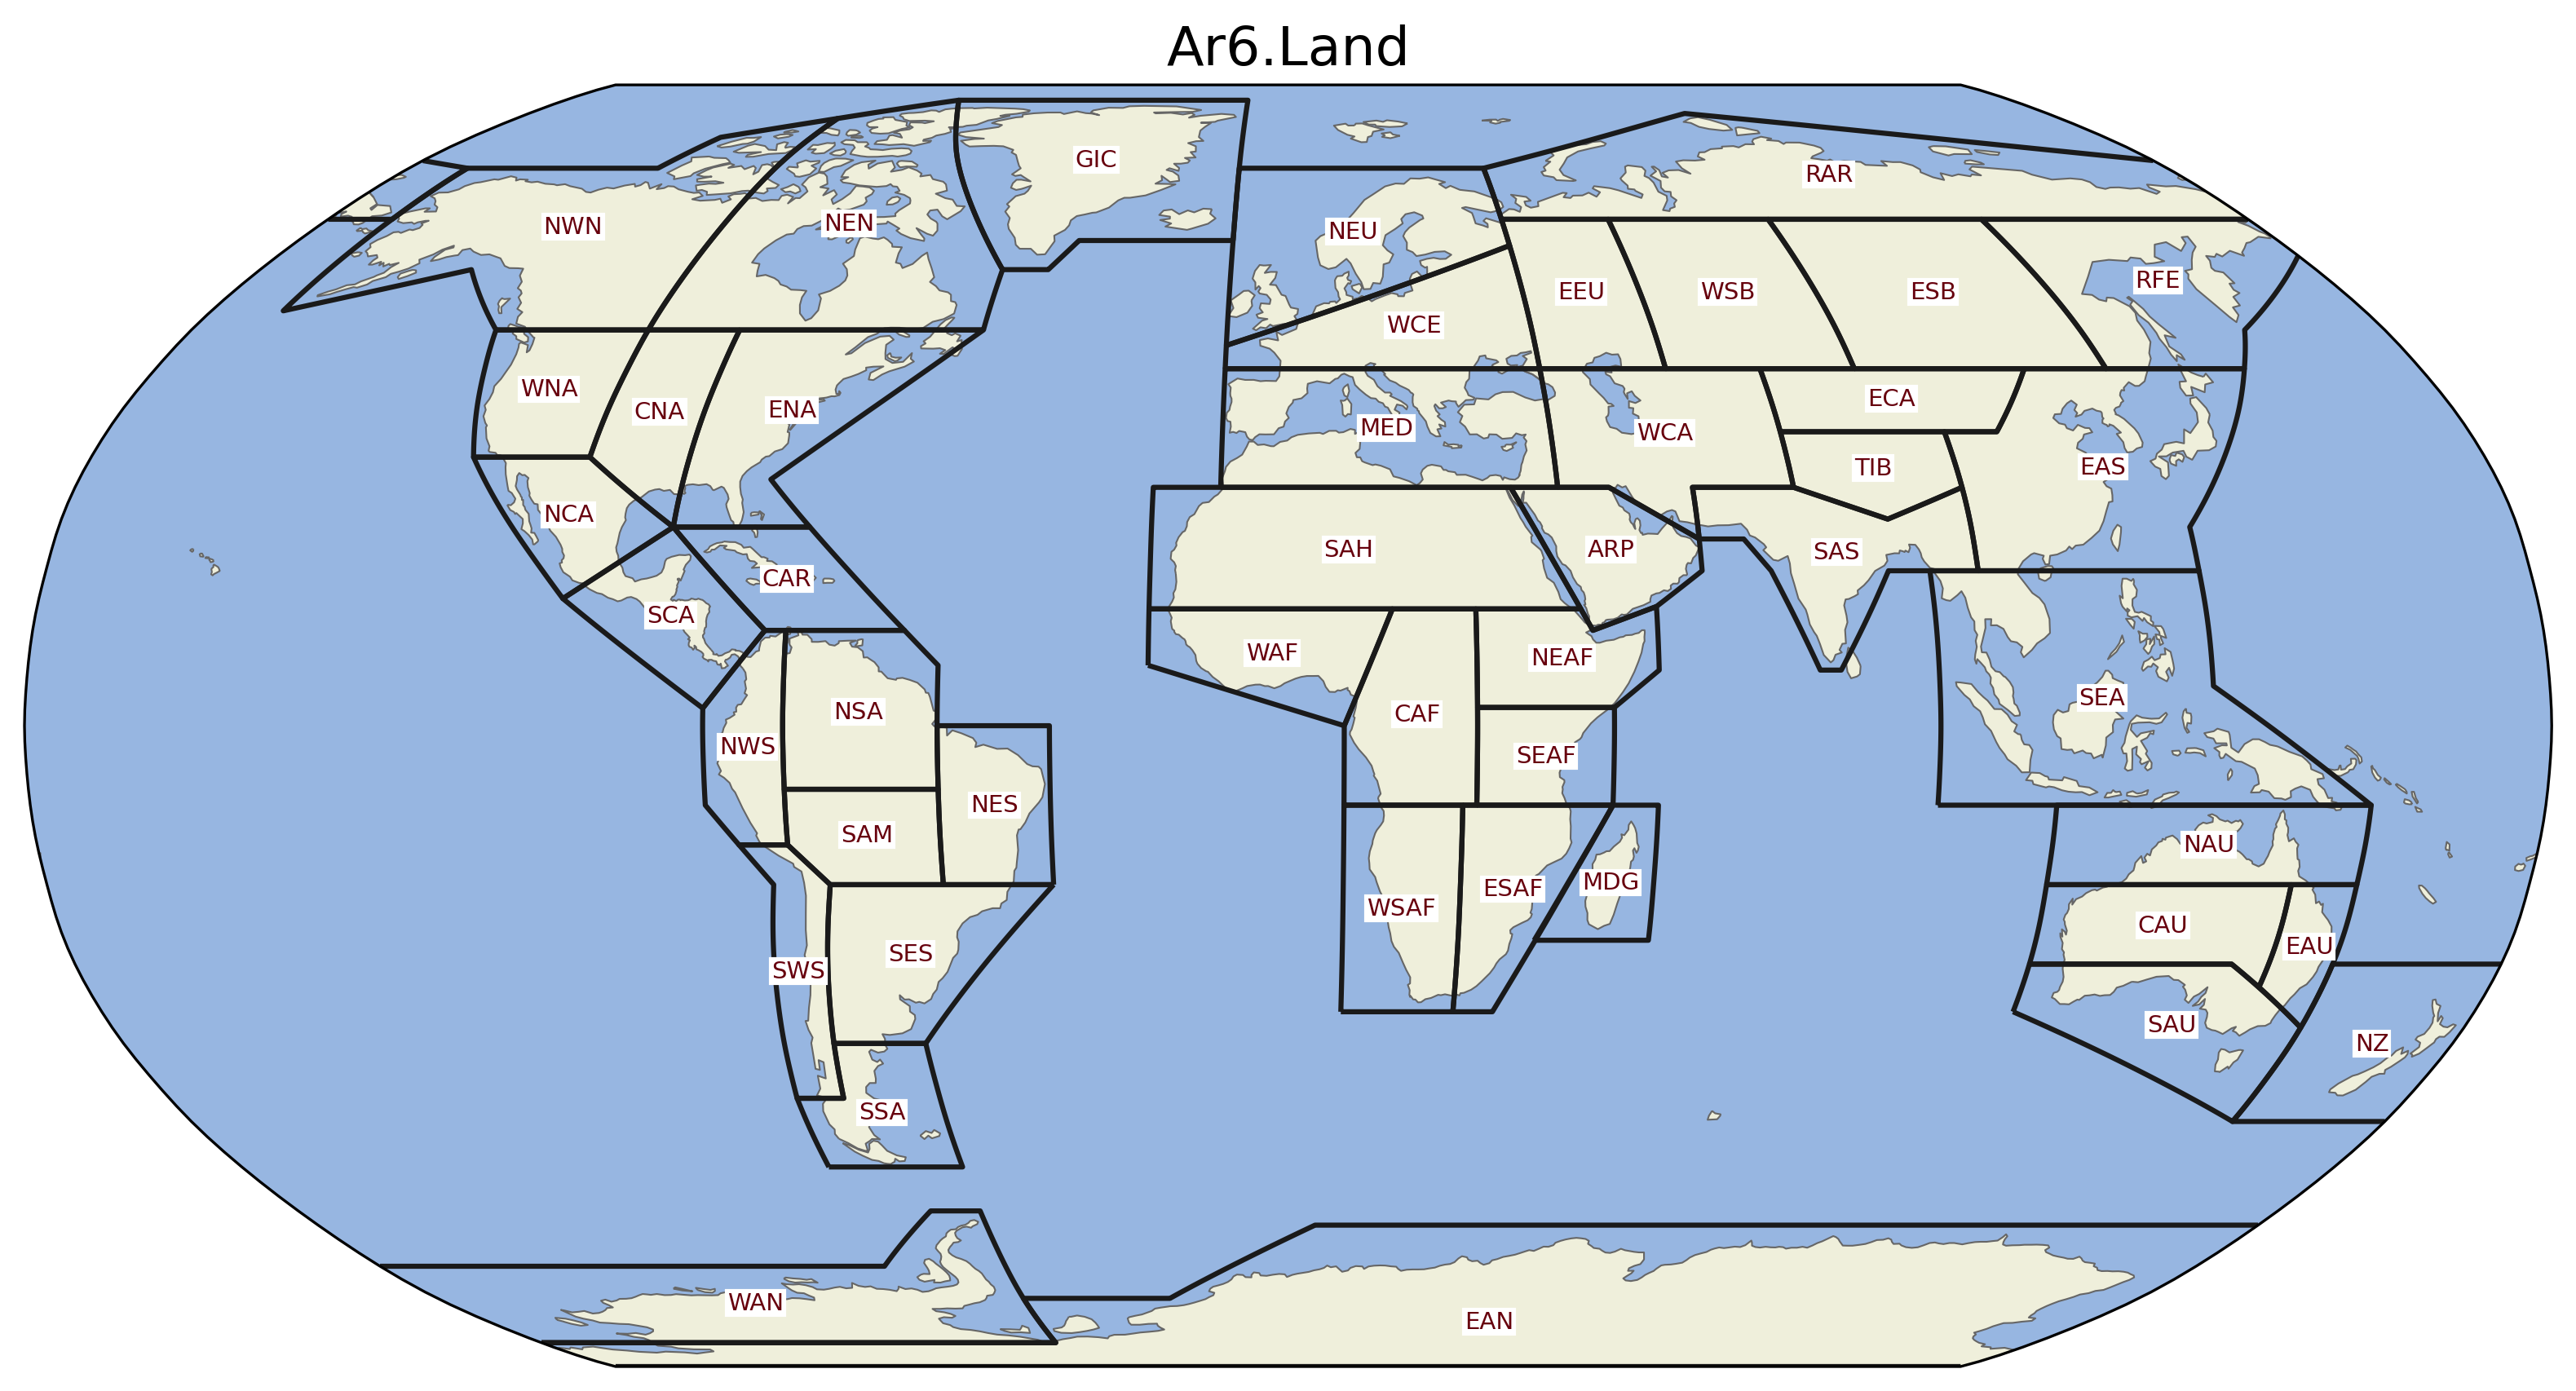 Ar6.Land
GIC
RAR
NWN
NEN
NEU
RFE
EEU
WSB
ESB
WCE
WNA
CNA
ENA
ECA
MED
WCA
TIB
EAS
NCA
SAH
ARP
SAS
CAR
SCA
WAF
NEAF
SEA
NSA
CAF
NWS
SEAF
NES
SAM
NAU
MDG
ESAF
WSAF
CAU
EAU
SES
SWS
SAU
NZ
SSA
WAN
EAN